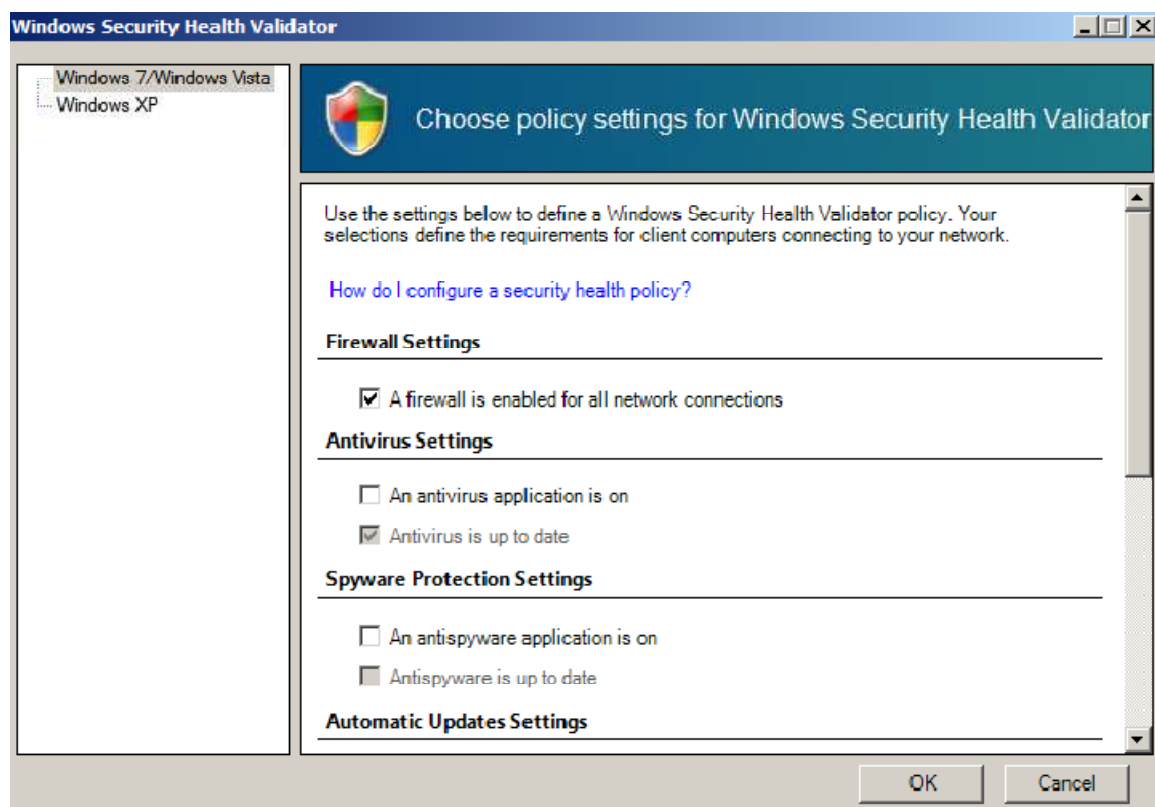 Windows Security Health Validator
Windows 7/Windows Vista
Windows XP
Choose policy settings for Windows Security Health Validator
Use the settings below to define a Windows Security Health Validator policy. Your
selections define the requirements for client computers connecting to your network.
How do I configure a security health policy?
Firewall Settings
A firewall is enabled for all network connections
Antivirus Settings
An antivirus application is on
Antivirus is up to date
Spyware Protection Settings
An antispyware application is on
Antispyware is up to date
Automatic Updates Settings
OK
Cancel